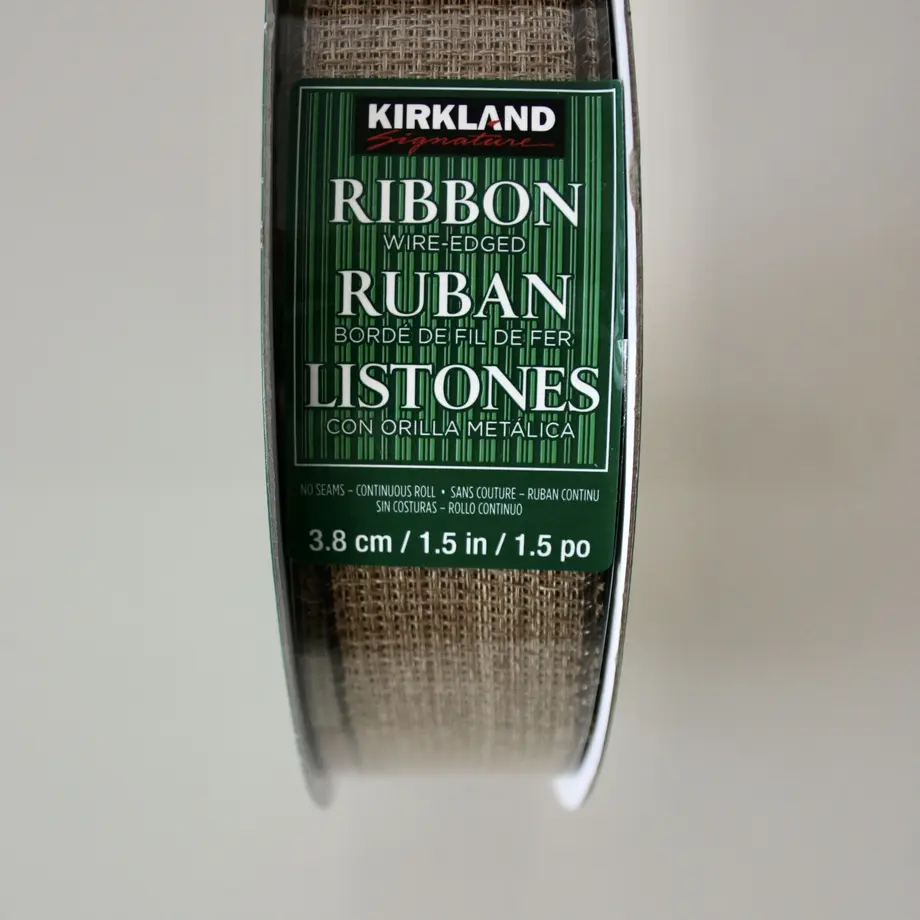 KIRKLAND
Signature
RIBBON
WIRE-EDGED
RUBAN
BORDÉ DE FIL DE FER
LISTONES
CON ORILLA METÁLICA
NO SEAMS – CONTINUOUS ROLL • SANS COUTURE – RUBAN CONTINU
SIN COSTURAS – ROLLO CONTINUO
3.8 cm / 1.5 in / 1.5 po